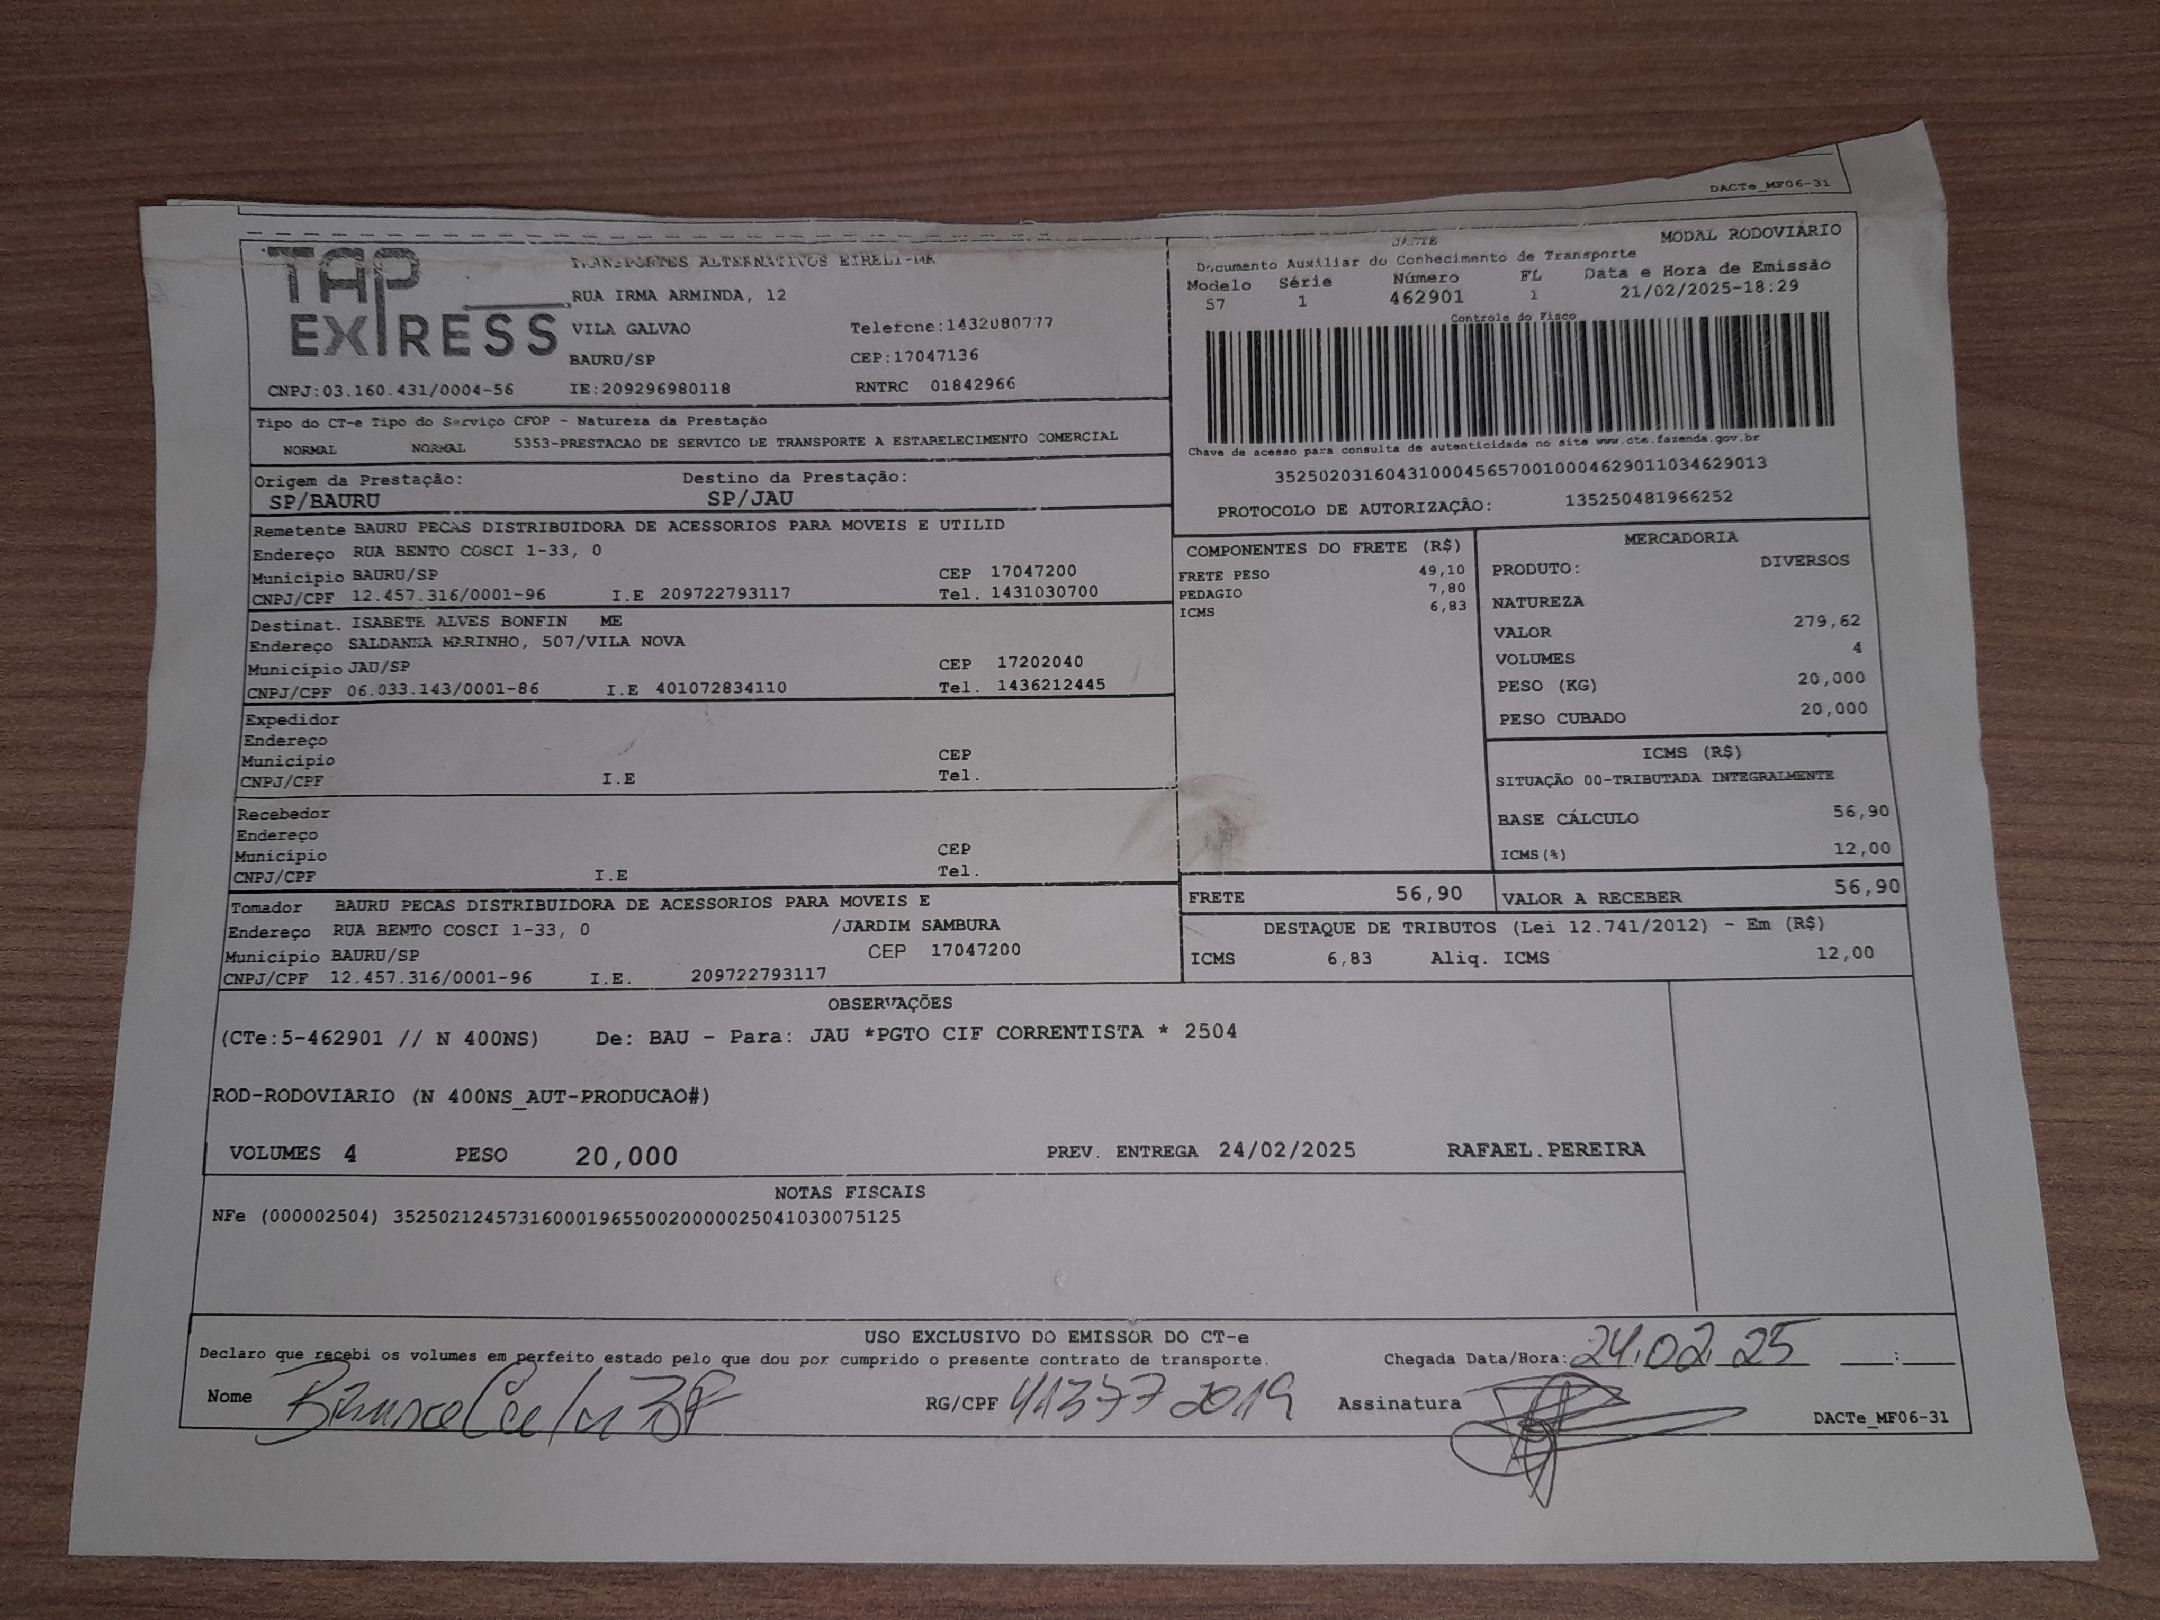 DACTe_MF06-31
TAP EXPRESS
TRANSPORTES ALTERNATIVOS EIRELI-ME
RUA IRMA ARMINDA, 12
VILA GALVAO Telefone:1432080777
BAURU/SP CEP:17047136
CNPJ:03.160.431/0004-56 IE:209296980118 RNTRC 01842966
DACTE MODAL RODOVIÁRIO
Documento Auxiliar do Conhecimento de Transporte
Modelo Série Número FL Data e Hora de Emissão
57 1 462901 1 21/02/2025-18:29
Controle do Fisco
Chave de acesso para consulta de autenticidade no site www.cte.fazenda.gov.br
35250203160431000456570010004629011034629013
PROTOCOLO DE AUTORIZAÇÃO: 135250481966252
Tipo do CT-e Tipo do Serviço CFOP - Natureza da Prestação
NORMAL NORMAL 5353-PRESTACAO DE SERVICO DE TRANSPORTE A ESTABELECIMENTO COMERCIAL
Origem da Prestação: Destino da Prestação:
SP/BAURU SP/JAU
Remetente BAURU PECAS DISTRIBUIDORA DE ACESSORIOS PARA MOVEIS E UTILID
Endereço RUA BENTO COSCI 1-33, 0
Município BAURU/SP CEP 17047200
CNPJ/CPF 12.457.316/0001-96 I.E 209722793117 Tel. 1431030700
Destinat. ISABETE ALVES BONFIN ME
Endereço SALDANHA MARINHO, 507/VILA NOVA
Município JAU/SP CEP 17202040
CNPJ/CPF 06.033.143/0001-86 I.E 401072834110 Tel. 1436212445
Expedidor
Endereço
Município CEP
CNPJ/CPF I.E Tel.
Recebedor
Endereço
Município CEP
CNPJ/CPF I.E Tel.
Tomador BAURU PECAS DISTRIBUIDORA DE ACESSORIOS PARA MOVEIS E
Endereço RUA BENTO COSCI 1-33, 0 /JARDIM SAMBURA
Município BAURU/SP CEP 17047200
CNPJ/CPF 12.457.316/0001-96 I.E. 209722793117
COMPONENTES DO FRETE (R$)
FRETE PESO 49,10
PEDAGIO 7,80
ICMS 6,83
MERCADORIA
PRODUTO: DIVERSOS
NATUREZA
VALOR 279,62
VOLUMES 4
PESO (KG) 20,000
PESO CUBADO 20,000
ICMS (R$)
SITUAÇÃO 00-TRIBUTADA INTEGRALMENTE
BASE CÁLCULO 56,90
ICMS(%) 12,00
FRETE 56,90 VALOR A RECEBER 56,90
DESTAQUE DE TRIBUTOS (Lei 12.741/2012) - Em (R$)
ICMS 6,83 Aliq. ICMS 12,00
OBSERVAÇÕES
(CTe:5-462901 // N 400NS) De: BAU - Para: JAU *PGTO CIF CORRENTISTA * 2504
ROD-RODOVIARIO (N 400NS_AUT-PRODUCAO#)
VOLUMES 4 PESO 20,000 PREV. ENTREGA 24/02/2025 RAFAEL.PEREIRA
NOTAS FISCAIS
NFe (000002504) 35250212457316000196550020000025041030075125
USO EXCLUSIVO DO EMISSOR DO CT-e
Declaro que recebi os volumes em perfeito estado pelo que dou por cumprido o presente contrato de transporte. Chegada Data/Hora: 24.02.25 ___:___
Nome RG/CPF 41377 2019 Assinatura
DACTe_MF06-31